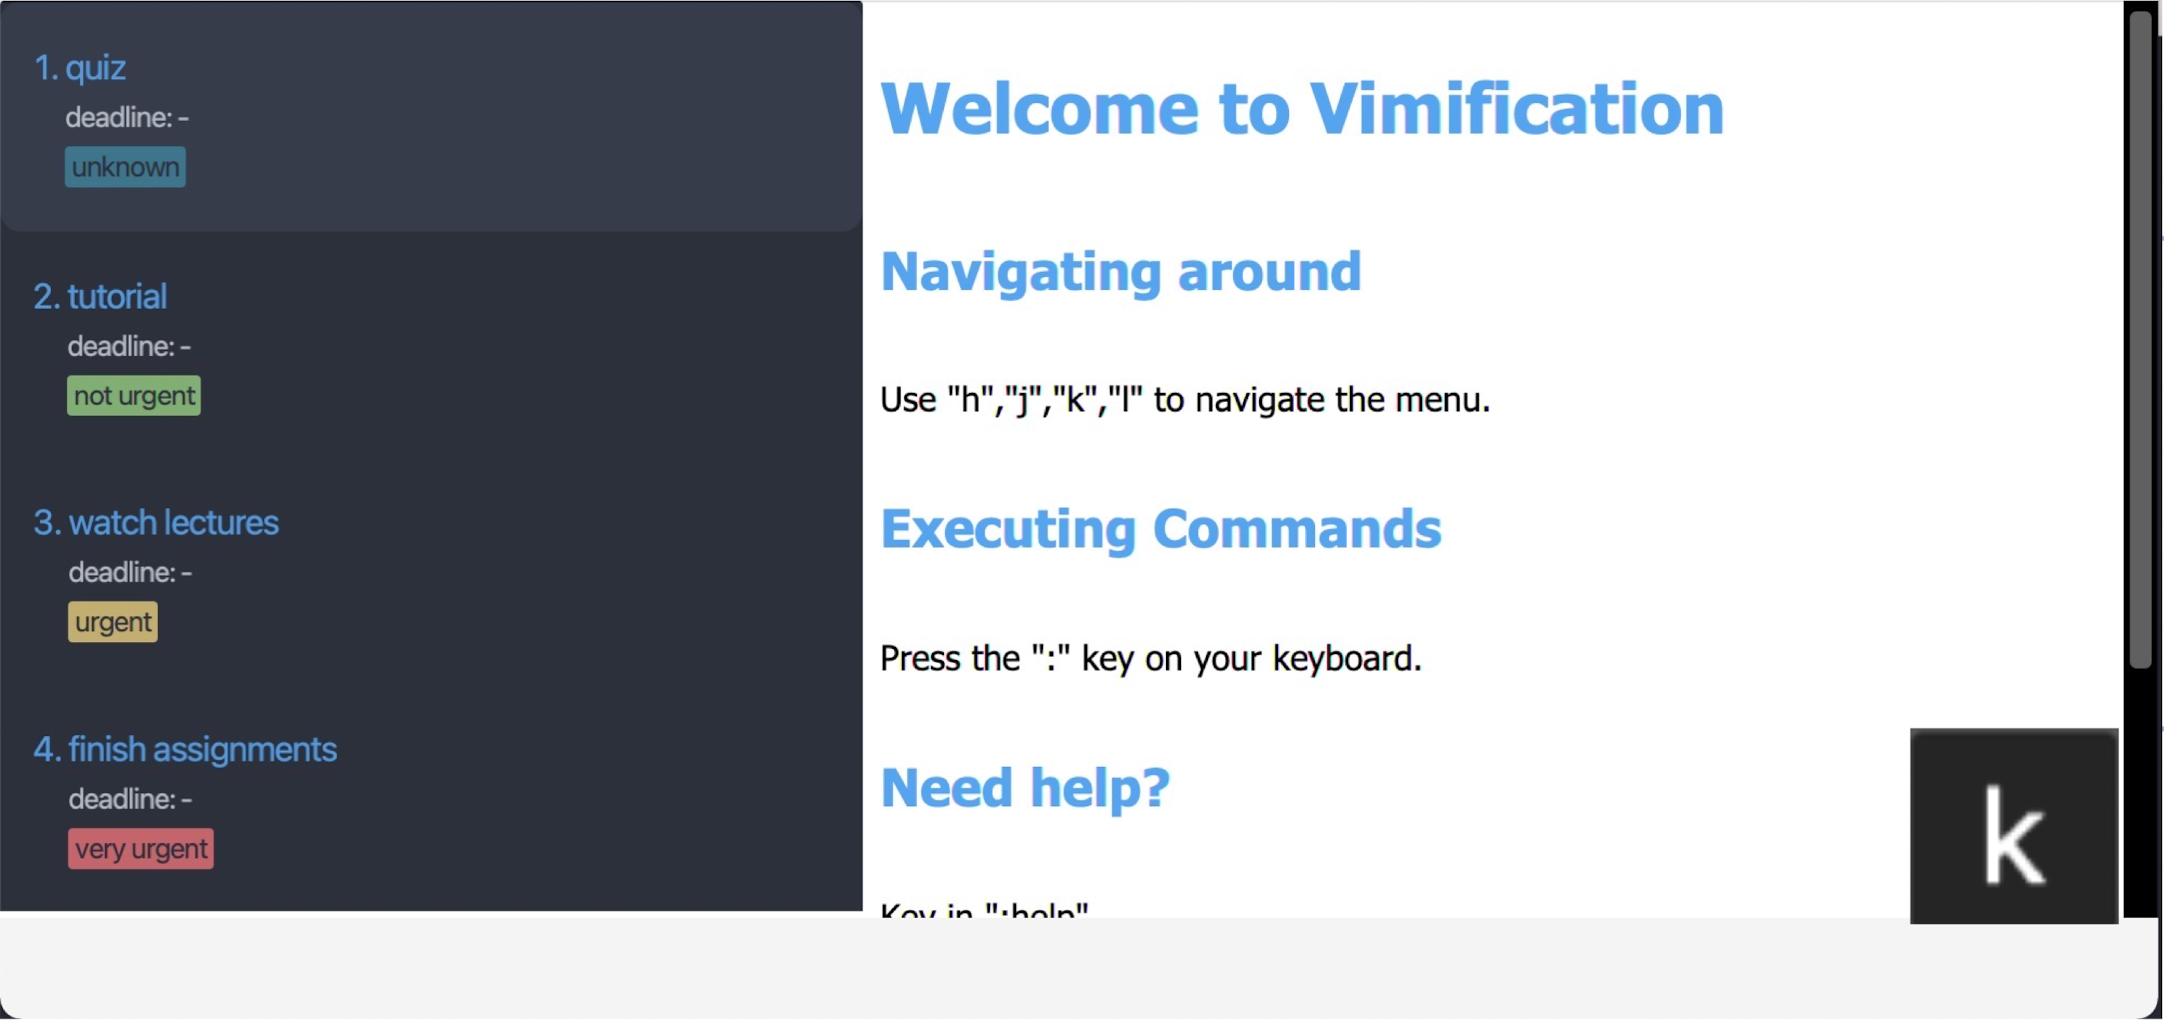 1. quiz
deadline: -
unknown
2. tutorial
deadline: -
not urgent
3. watch lectures
deadline: -
urgent
4. finish assignments
deadline: -
very urgent
Welcome to Vimification
Navigating around
Use "h","j","k","l" to navigate the menu.
Executing Commands
Press the ":" key on your keyboard.
Need help?
Key in ":help"
k